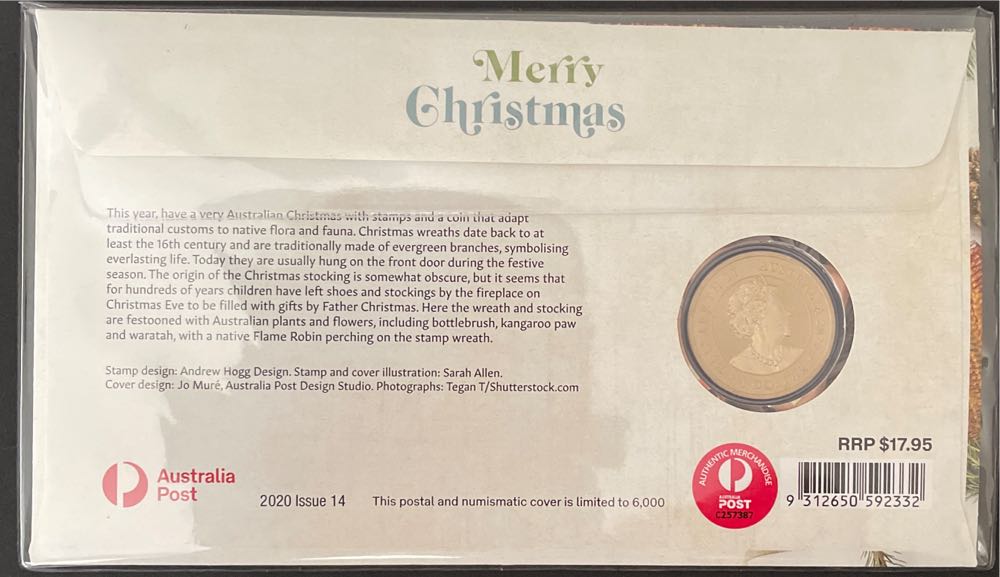 Merry
Christmas
This year, have a very Australian Christmas with stamps and a coin that adapt
traditional customs to native flora and fauna. Christmas wreaths date back to at
least the 16th century and are traditionally made of evergreen branches, symbolising
everlasting life. Today they are usually hung on the front door during the festive
season. The origin of the Christmas stocking is somewhat obscure, but it seems that
for hundreds of years children have left shoes and stockings by the fireplace on
Christmas Eve to be filled with gifts by Father Christmas. Here the wreath and stocking
are festooned with Australian plants and flowers, including bottlebrush, kangaroo paw
and waratah, with a native Flame Robin perching on the stamp wreath.
Stamp design: Andrew Hogg Design. Stamp and cover illustration: Sarah Allen.
Cover design: Jo Muré, Australia Post Design Studio. Photographs: Tegan T/Shutterstock.com
RRP $17.95
Australia
Post
2020 Issue 14
This postal and numismatic cover is limited to 6,000
AUTHENTIC MERCHANDISE
AUSTRALIA
POST
C257387
9 312650 592332